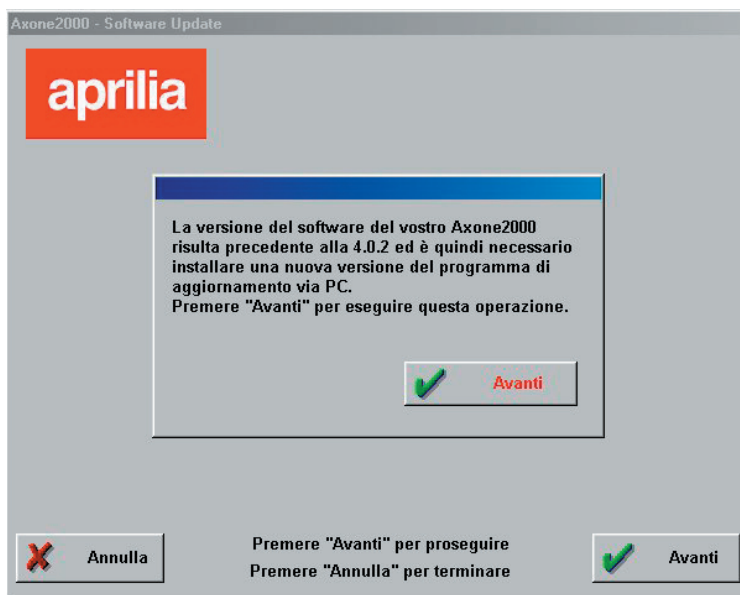 Axone2000 - Software Update
aprilia
La versione del software del vostro Axone2000
risulta precedente alla 4.0.2 ed è quindi necessario
installare una nuova versione del programma di
aggiornamento via PC.
Premere "Avanti" per eseguire questa operazione.
Avanti
Annulla
Premere "Avanti" per proseguire
Premere "Annulla" per terminare
Avanti